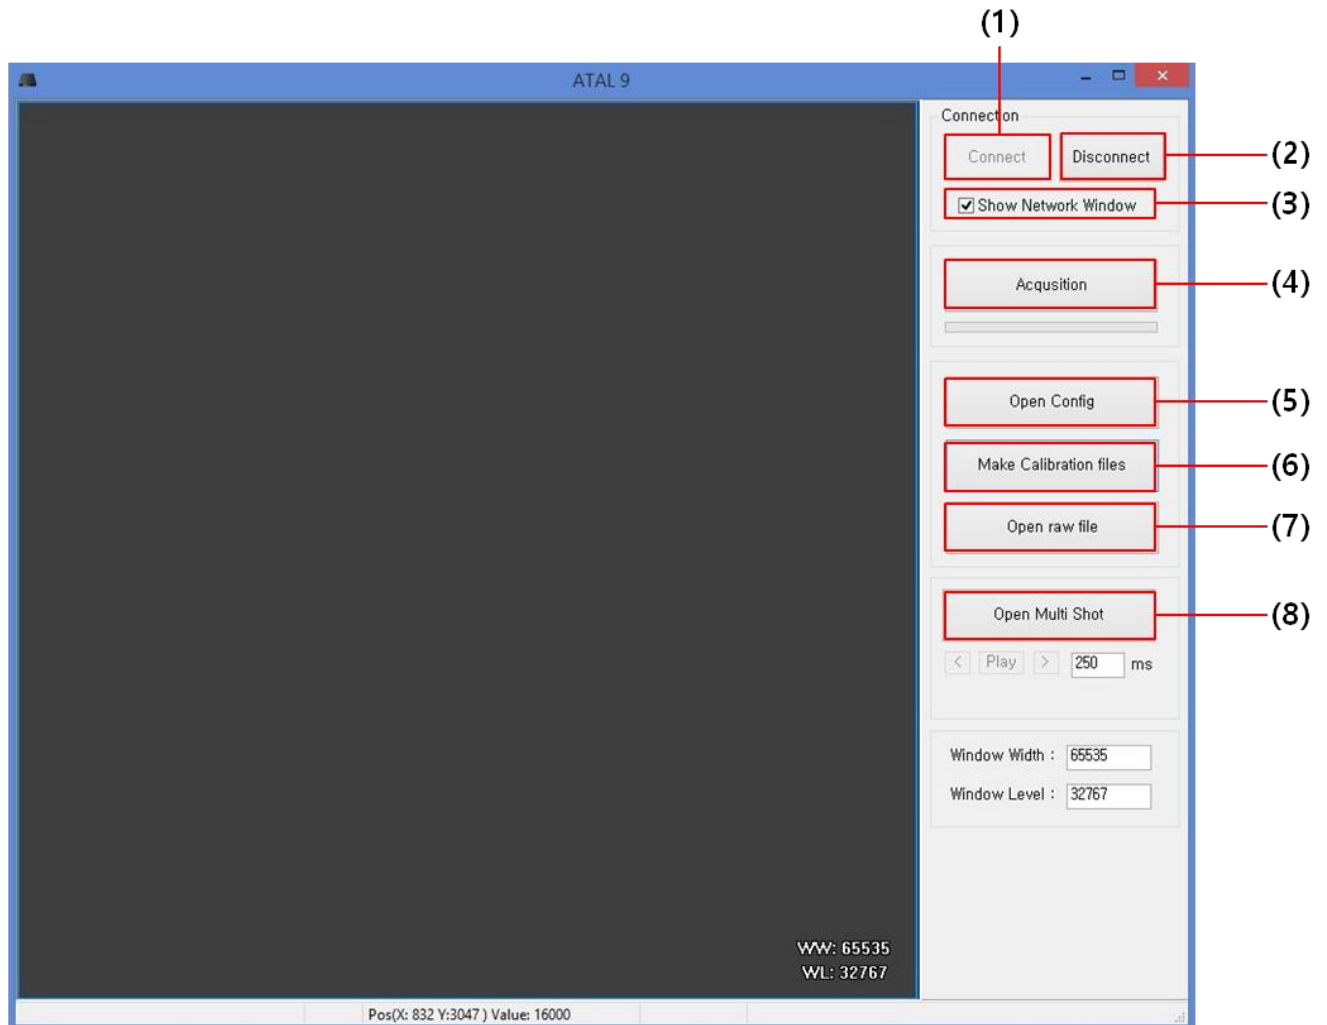 (1)
ATAL 9
Connection
Connect Disconnect (2)
Show Network Window (3)
Acqusition (4)
Open Config (5)
Make Calibration files (6)
Open raw file (7)
Open Multi Shot (8)
< Play > 250 ms
Window Width : 65535
Window Level : 32767
WW: 65535
WL: 32767
Pos(X: 832 Y:3047 ) Value: 16000